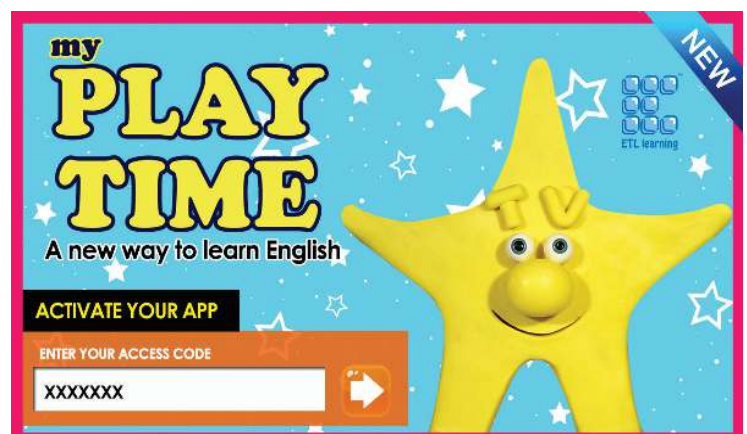 my
PLAY
TIME
A new way to learn English
NEW
ETL learning
TV
ACTIVATE YOUR APP
ENTER YOUR ACCESS CODE
XXXXXXX